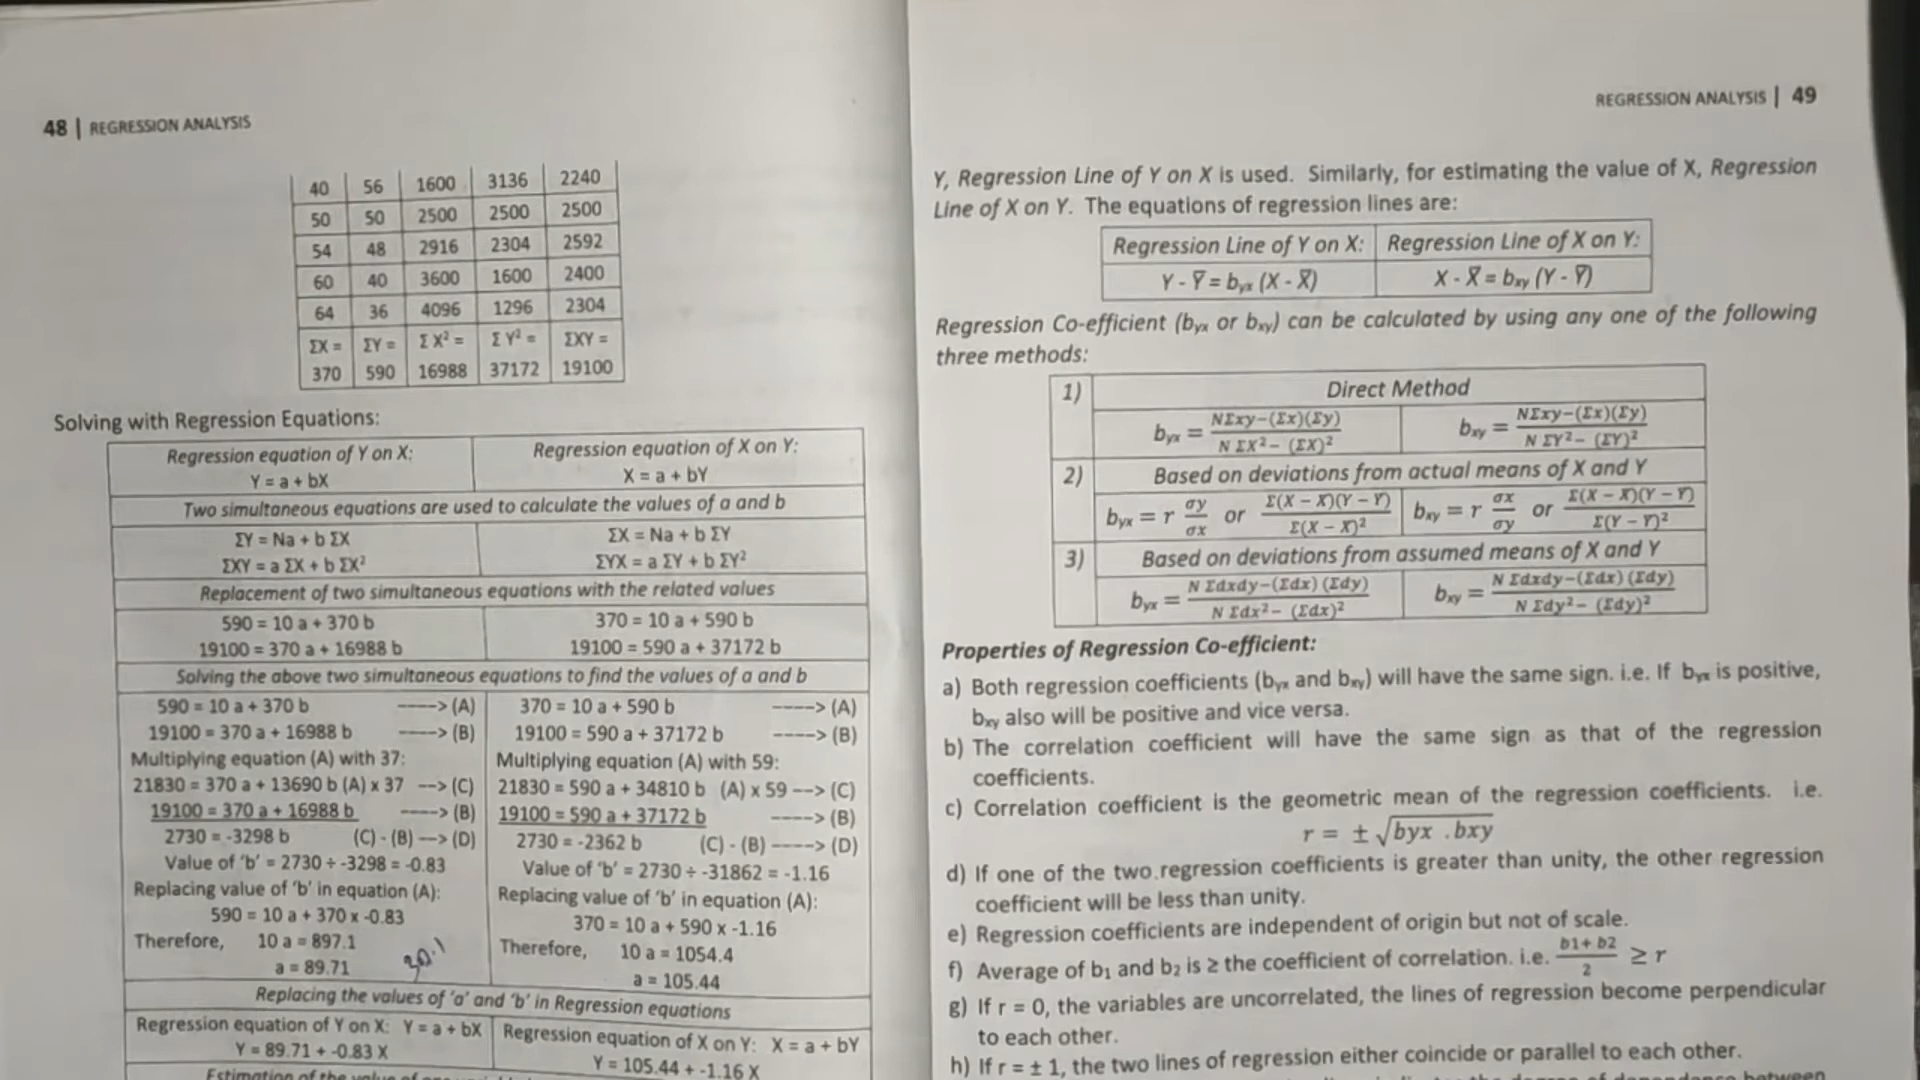 48 | REGRESSION ANALYSIS
40 56 1600 3136 2240
50 50 2500 2500 2500
54 48 2916 2304 2592
60 40 3600 1600 2400
64 36 4096 1296 2304
ΣX = ΣY = Σ X² = Σ Y² = ΣXY =
370 590 16988 37172 19100
Solving with Regression Equations:
Regression equation of Y on X: Regression equation of X on Y:
Y = a + bX X = a + bY
Two simultaneous equations are used to calculate the values of a and b
ΣY = Na + b ΣX ΣX = Na + b ΣY
ΣXY = a ΣX + b ΣX² ΣYX = a ΣY + b ΣY²
Replacement of two simultaneous equations with the related values
590 = 10 a + 370 b 370 = 10 a + 590 b
19100 = 370 a + 16988 b 19100 = 590 a + 37172 b
Solving the above two simultaneous equations to find the values of a and b
590 = 10 a + 370 b ----> (A) 370 = 10 a + 590 b ----> (A)
19100 = 370 a + 16988 b ----> (B) 19100 = 590 a + 37172 b ----> (B)
Multiplying equation (A) with 37: Multiplying equation (A) with 59:
21830 = 370 a + 13690 b (A) x 37 --> (C) 21830 = 590 a + 34810 b (A) x 59 --> (C)
19100 = 370 a + 16988 b ----> (B) 19100 = 590 a + 37172 b ----> (B)
2730 = -3298 b (C) - (B) ---> (D) 2730 = -2362 b (C) - (B) ----> (D)
Value of 'b' = 2730 ÷ -3298 = -0.83 Value of 'b' = 2730 ÷ -31862 = -1.16
Replacing value of 'b' in equation (A): Replacing value of 'b' in equation (A):
590 = 10 a + 370 x -0.83 370 = 10 a + 590 x -1.16
Therefore, 10 a = 897.1 Therefore, 10 a = 1054.4
a = 89.71 a = 105.44
Replacing the values of 'a' and 'b' in Regression equations
Regression equation of Y on X: Y = a + bX Regression equation of X on Y: X = a + bY
Y = 89.71 + -0.83 X Y = 105.44 + -1.16 X
Estimation of the value of
REGRESSION ANALYSIS | 49
Y, Regression Line of Y on X is used. Similarly, for estimating the value of X, Regression
Line of X on Y. The equations of regression lines are:
Regression Line of Y on X: Regression Line of X on Y:
Y - Y̅ = byx (X - X̅) X - X̅ = bxy (Y - Y̅)
Regression Co-efficient (byx or bxy) can be calculated by using any one of the following
three methods:
1) Direct Method
byx = NΣxy−(Σx)(Σy) / N ΣX²− (ΣX)² bxy = NΣxy−(Σx)(Σy) / N ΣY²− (ΣY)²
2) Based on deviations from actual means of X and Y
byx = r σy/σx or Σ(X − X̅)(Y − Y̅) / Σ(X − X̅)² bxy = r σx/σy or Σ(X − X̅)(Y − Y̅) / Σ(Y − Y̅)²
3) Based on deviations from assumed means of X and Y
byx = N Σdxdy−(Σdx) (Σdy) / N Σdx²− (Σdx)² bxy = N Σdxdy−(Σdx) (Σdy) / N Σdy²− (Σdy)²
Properties of Regression Co-efficient:
a) Both regression coefficients (byx and bxy) will have the same sign. i.e. If byx is positive,
bxy also will be positive and vice versa.
b) The correlation coefficient will have the same sign as that of the regression
coefficients.
c) Correlation coefficient is the geometric mean of the regression coefficients. i.e.
r = ± √byx .bxy
d) If one of the two regression coefficients is greater than unity, the other regression
coefficient will be less than unity.
e) Regression coefficients are independent of origin but not of scale.
f) Average of b₁ and b₂ is ≥ the coefficient of correlation. i.e. b1+ b2 / 2 ≥ r
g) If r = 0, the variables are uncorrelated, the lines of regression become perpendicular
to each other.
h) If r = ± 1, the two lines of regression either coincide or parallel to each other.
between